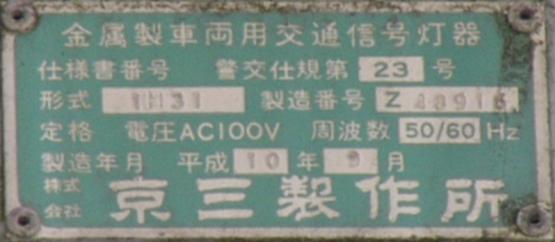 金属製車両用交通信号灯器
仕様書番号 警交仕規第 23 号
形式 1H31 製造番号 Z
定格 電圧AC100V 周波数 50/60 Hz
製造年月 平成 10 年 9 月
株式会社 京三製作所